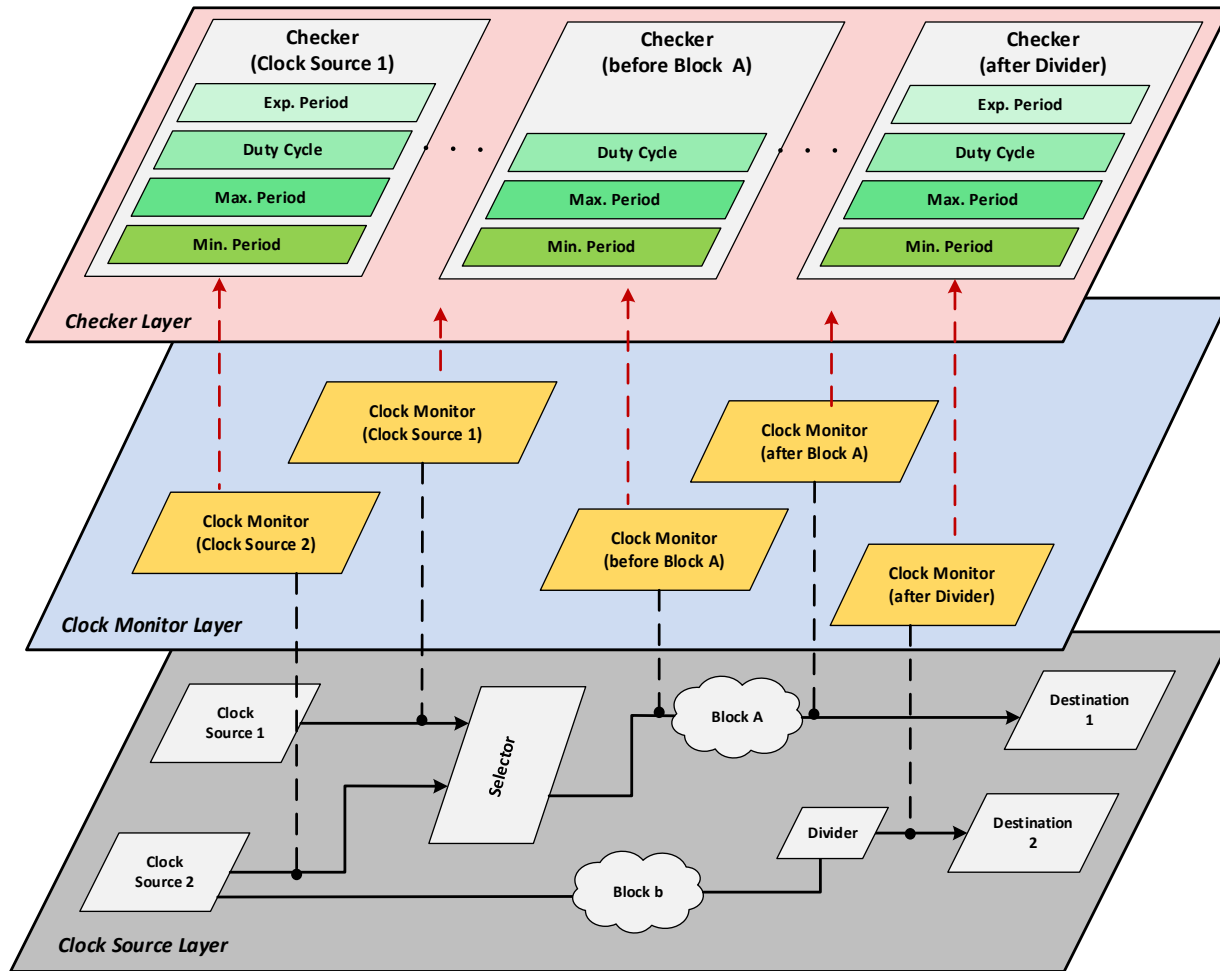 Checker
(Clock Source 1)
Exp. Period
Duty Cycle
Max. Period
Min. Period
. . .
Checker
(before Block A)
Duty Cycle
Max. Period
Min. Period
. . .
Checker
(after Divider)
Exp. Period
Duty Cycle
Max. Period
Min. Period
Checker Layer
Clock Monitor
(Clock Source 1)
Clock Monitor
(after Block A)
Clock Monitor
(Clock Source 2)
Clock Monitor
(before Block A)
Clock Monitor
(after Divider)
Clock Monitor Layer
Clock
Source 1
Selector
Block A
Destination
1
Clock
Source 2
Block b
Divider
Destination
2
Clock Source Layer